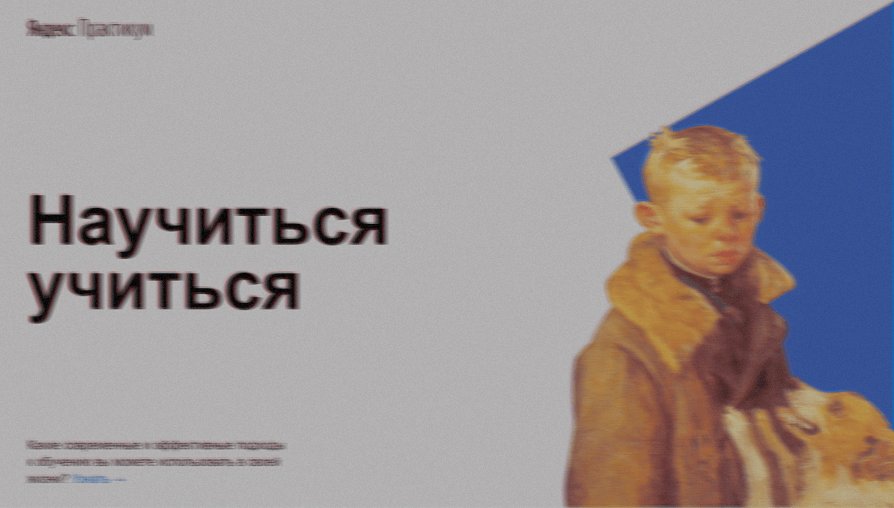 Яндекс Практикум
Научиться
учиться
Какие современные и эффективные подходы
к обучению вы можете использовать в своей
жизни? Узнать —